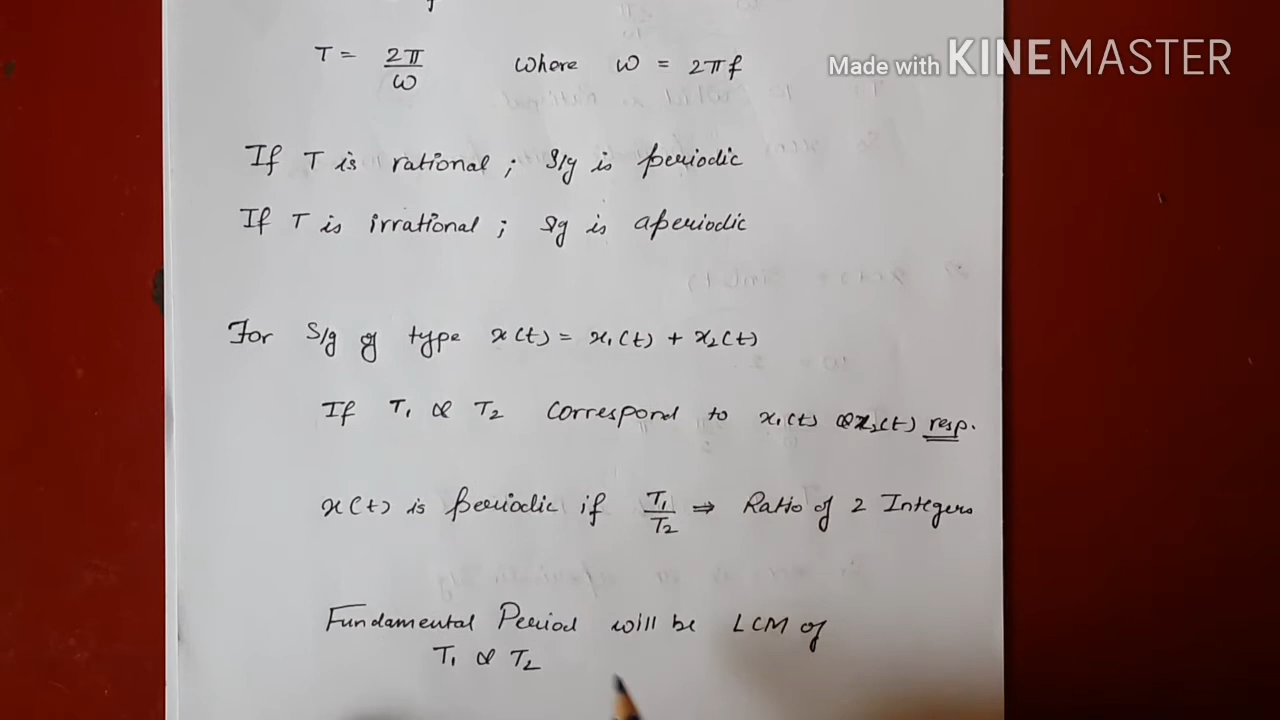 Made with KINEMASTER
T = 2π/ω where ω = 2πf
If T is rational ; S/g is periodic
If T is irrational ; Sg is aperiodic
For S/g of type x(t) = x₁(t) + x₂(t)
If T₁ & T₂ correspond to x₁(t) & x₂(t) resp.
x(t) is periodic if T₁/T₂ ⇒ Ratio of 2 Integers
Fundamental Period will be LCM of
T₁ & T₂